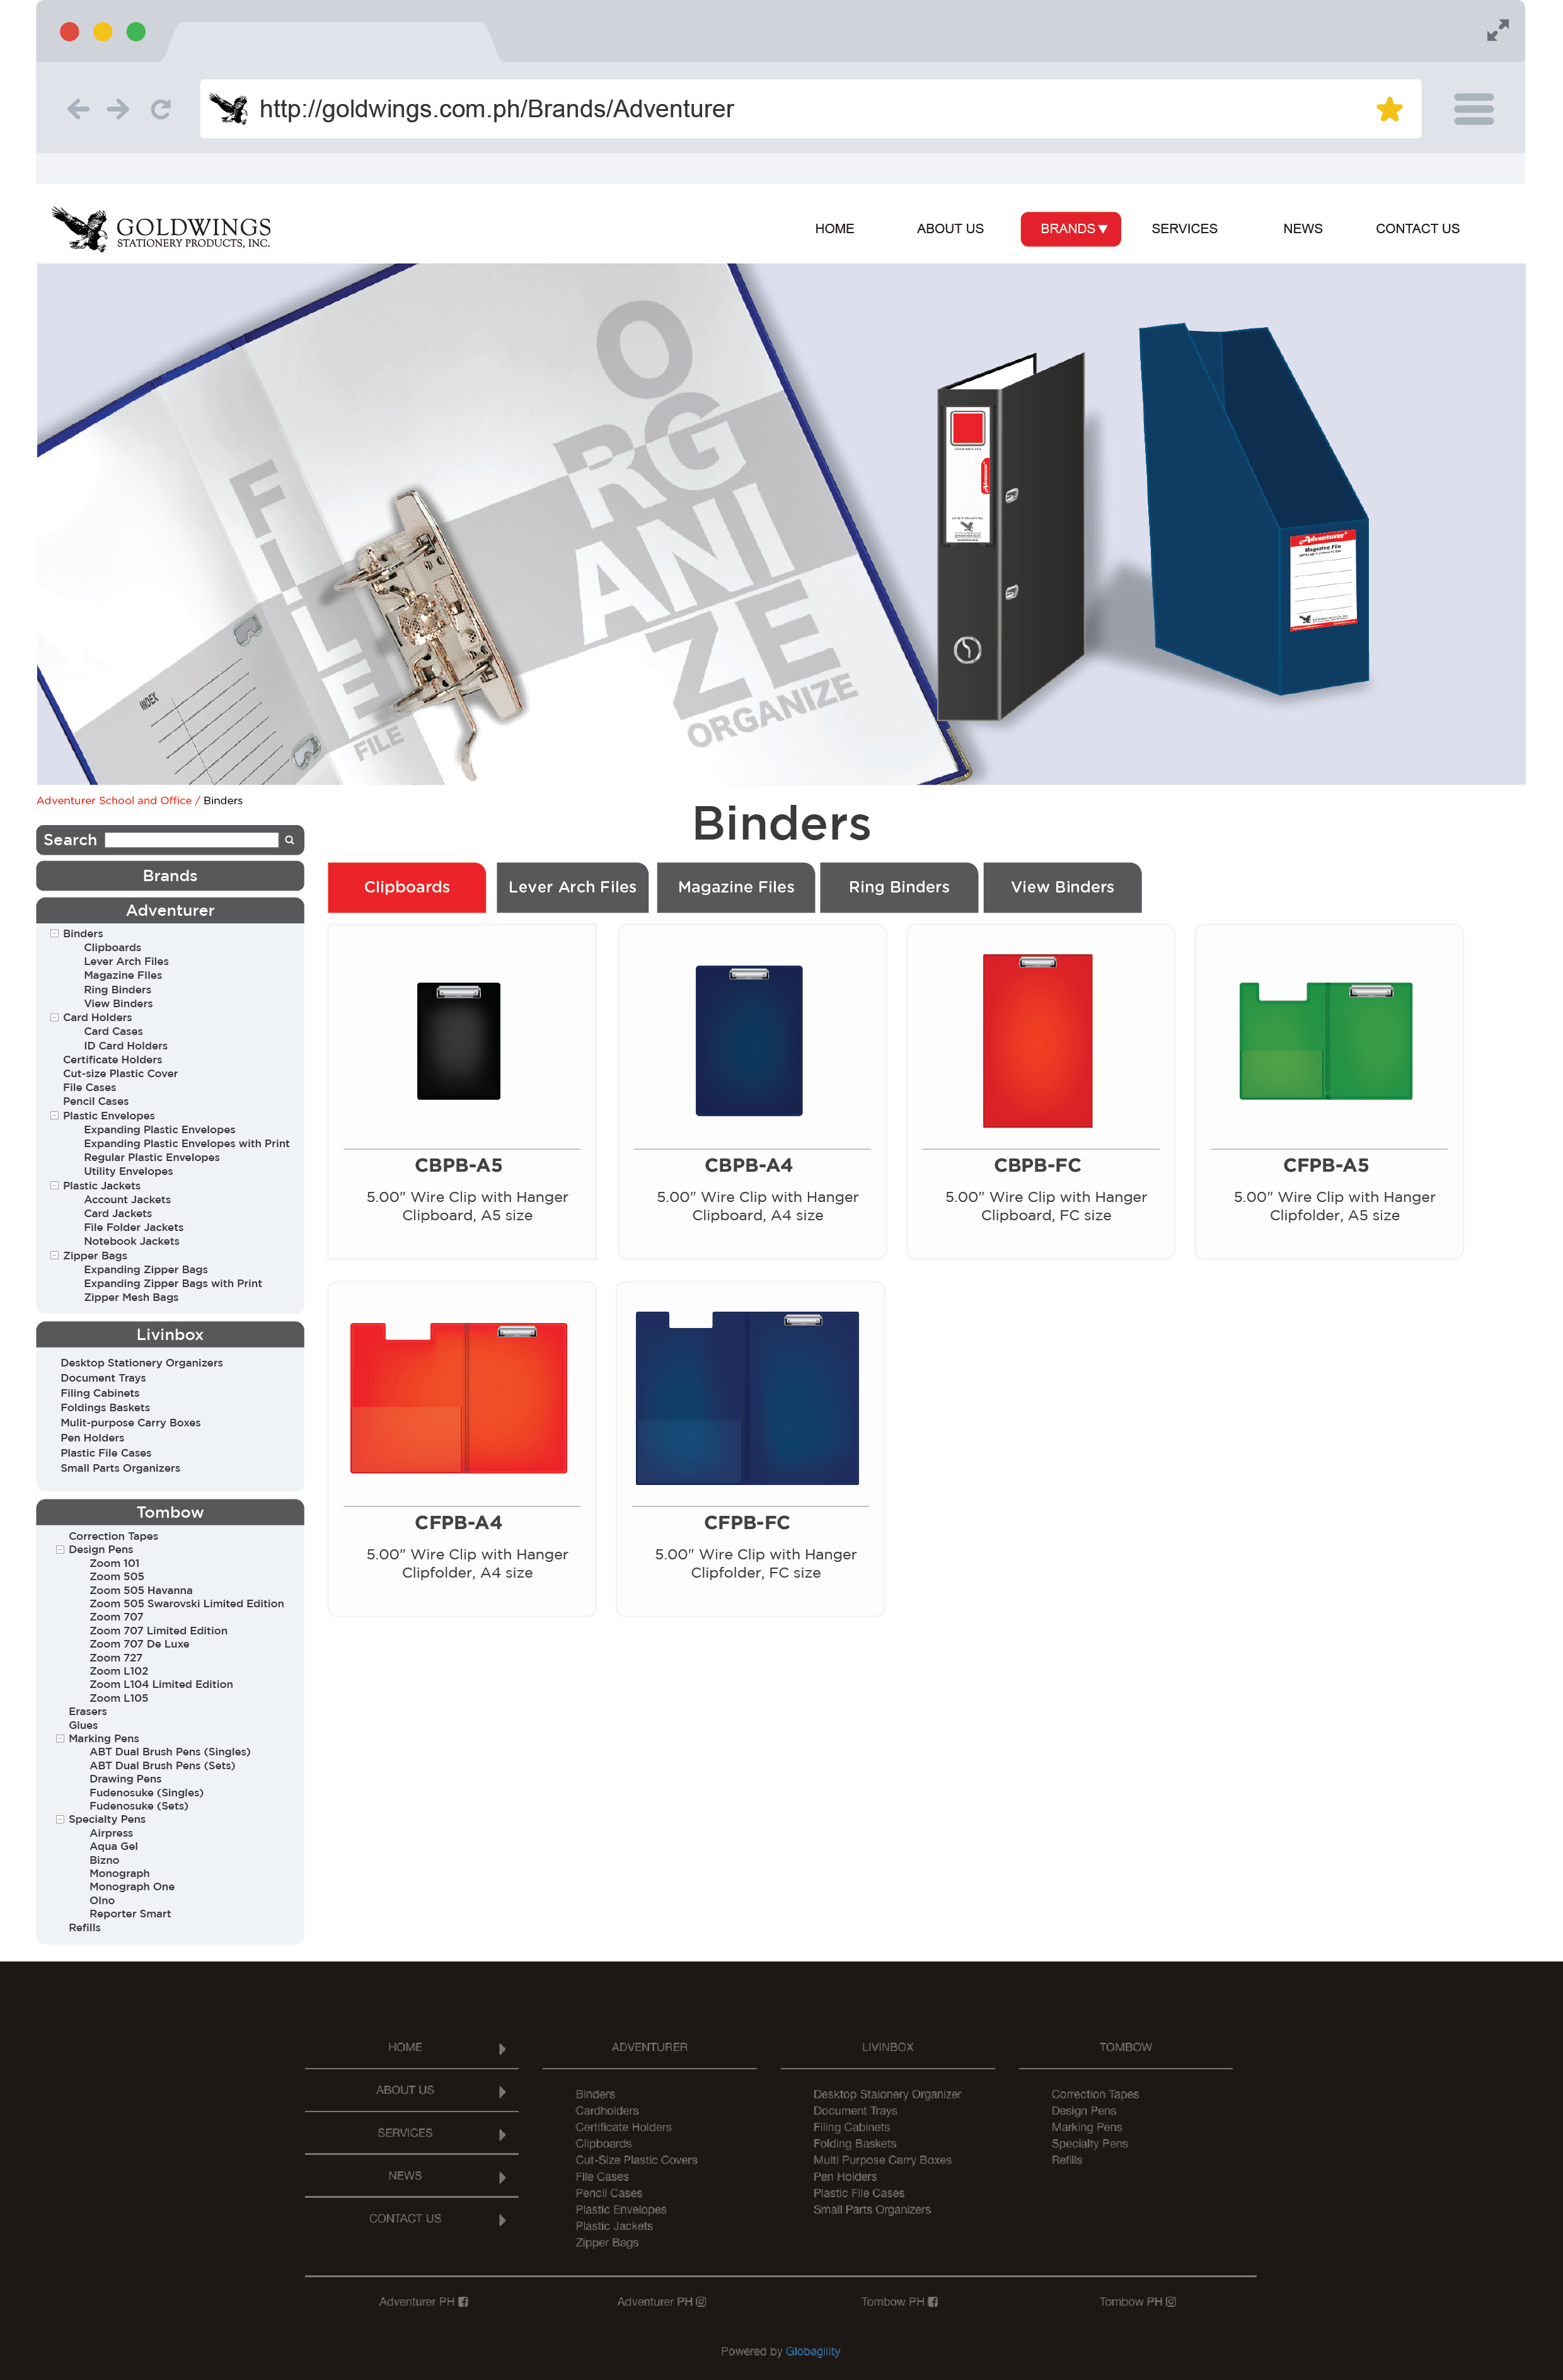 http://goldwings.com.ph/Brands/Adventurer
GOLDWINGS
STATIONERY PRODUCTS, INC.
HOME
ABOUT US
BRANDS▼
SERVICES
NEWS
CONTACT US
FILE
FILE
INDEX
ORGANIZE
ORGANIZE
Adventurer
Adventurer
Magazine File
Adventurer School and Office / Binders
Binders
Search
Brands
Adventurer
Binders
Clipboards
Lever Arch Files
Magazine FIles
Ring Binders
View Binders
Card Holders
Card Cases
ID Card Holders
Certificate Holders
Cut-size Plastic Cover
File Cases
Pencil Cases
Plastic Envelopes
Expanding Plastic Envelopes
Expanding Plastic Envelopes with Print
Regular Plastic Envelopes
Utility Envelopes
Plastic Jackets
Account Jackets
Card Jackets
File Folder Jackets
Notebook Jackets
Zipper Bags
Expanding Zipper Bags
Expanding Zipper Bags with Print
Zipper Mesh Bags
Livinbox
Desktop Stationery Organizers
Document Trays
Filing Cabinets
Foldings Baskets
Mulit-purpose Carry Boxes
Pen Holders
Plastic File Cases
Small Parts Organizers
Tombow
Correction Tapes
Design Pens
Zoom 101
Zoom 505
Zoom 505 Havanna
Zoom 505 Swarovski Limited Edition
Zoom 707
Zoom 707 Limited Edition
Zoom 707 De Luxe
Zoom 727
Zoom L102
Zoom L104 Limited Edition
Zoom L105
Erasers
Glues
Marking Pens
ABT Dual Brush Pens (Singles)
ABT Dual Brush Pens (Sets)
Drawing Pens
Fudenosuke (Singles)
Fudenosuke (Sets)
Specialty Pens
Airpress
Aqua Gel
Bizno
Monograph
Monograph One
Olno
Reporter Smart
Refills
Clipboards
Lever Arch Files
Magazine Files
Ring Binders
View Binders
CBPB-A5
5.00" Wire Clip with Hanger
Clipboard, A5 size
CBPB-A4
5.00" Wire Clip with Hanger
Clipboard, A4 size
CBPB-FC
5.00" Wire Clip with Hanger
Clipboard, FC size
CFPB-A5
5.00" Wire Clip with Hanger
Clipfolder, A5 size
CFPB-A4
5.00" Wire Clip with Hanger
Clipfolder, A4 size
CFPB-FC
5.00" Wire Clip with Hanger
Clipfolder, FC size
HOME
ABOUT US
SERVICES
NEWS
CONTACT US
ADVENTURER
Binders
Cardholders
Certificate Holders
Clipboards
Cut-Size Plastic Covers
File Cases
Pencil Cases
Plastic Envelopes
Plastic Jackets
Zipper Bags
LIVINBOX
Desktop Staionery Organizer
Document Trays
Filing Cabinets
Folding Baskets
Multi Purpose Carry Boxes
Pen Holders
Plastic File Cases
Small Parts Organizers
TOMBOW
Correction Tapes
Design Pens
Marking Pens
Specialty Pens
Refills
Adventurer PH
Adventurer PH
Tombow PH
Tombow PH
Powered by Globagility